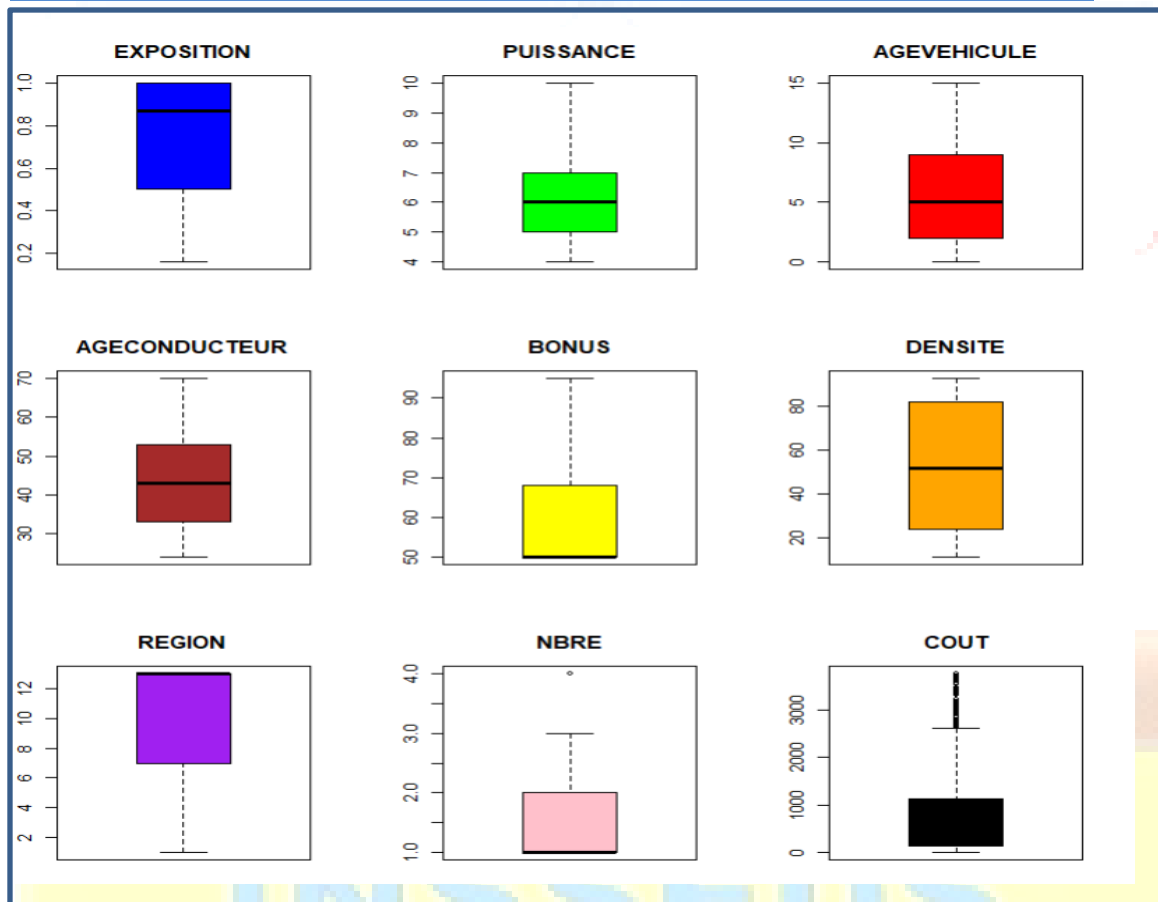 EXPOSITION
0.2 0.4 0.6 0.8 1.0
PUISSANCE
4 5 6 7 8 9 10
AGEVEHICULE
0 5 10 15
AGECONDUCTEUR
30 40 50 60 70
BONUS
50 60 70 80 90
DENSITE
20 40 60 80
REGION
2 4 6 8 10 12
NBRE
1.0 2.0 3.0 4.0
COUT
0 1000 2000 3000